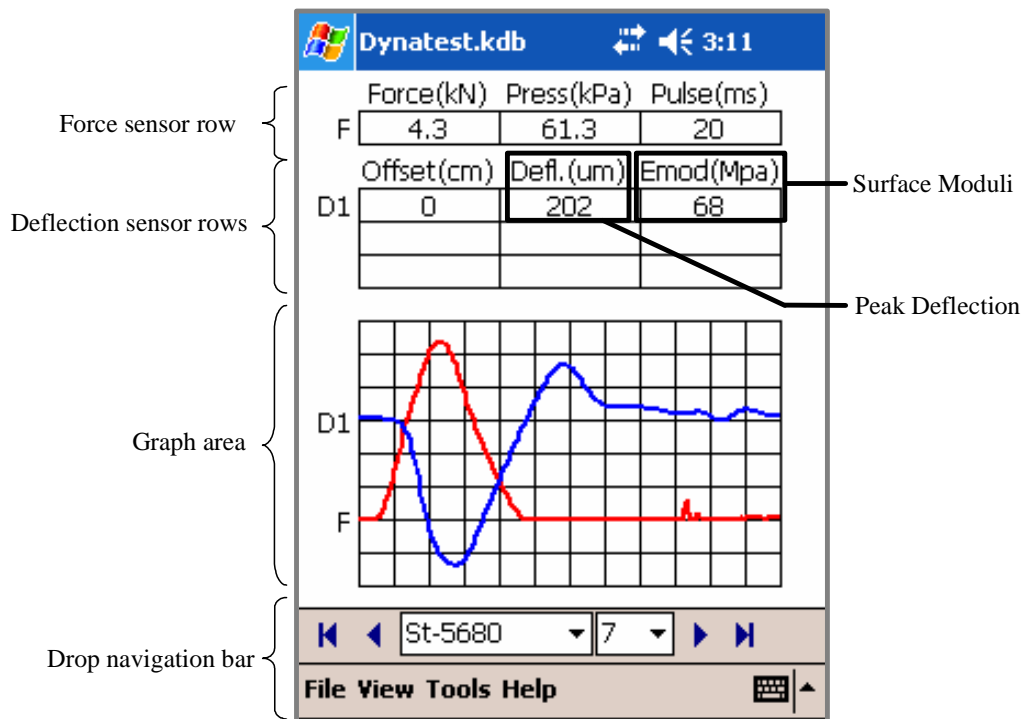 Dynatest.kdb 3:11
Force(kN) Press(kPa) Pulse(ms)
Force sensor row
F 4.3 61.3 20
Offset(cm) Defl.(um) Emod(Mpa)
Surface Moduli
Deflection sensor rows
D1 0 202 68
Peak Deflection
Graph area
D1
F
Drop navigation bar
St-5680 7
File View Tools Help